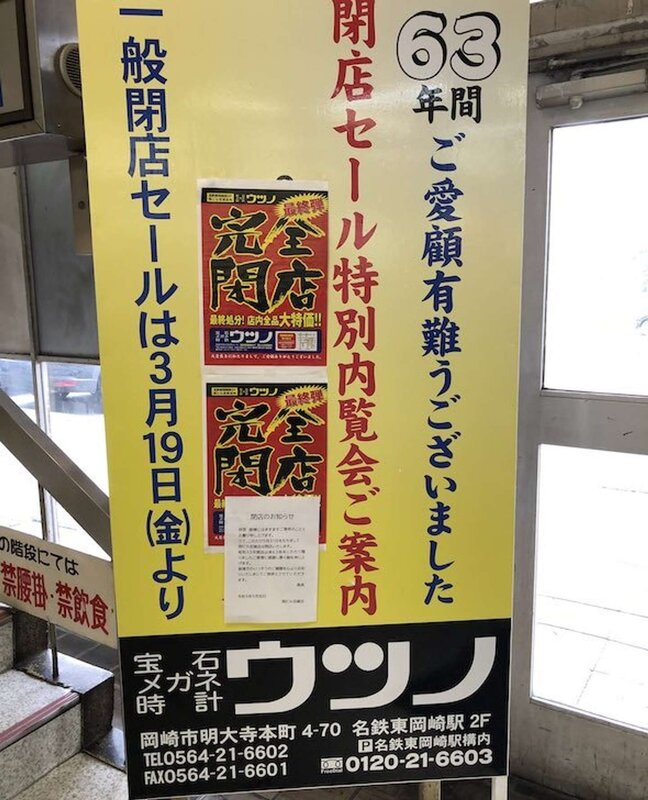 63
年間
ご愛顧有難うございました
閉店セール特別内覧会ご案内
一般閉店セールは3月19日(金)より
ウツノ
最終弾
完全
閉店
最終処分!店内全品大特価!!
ウツノ
ウツノ
最終弾
完全
閉店
閉店のお知らせ
の階段にては
禁腰掛・禁飲食
宝石
メガネ
時計
ウツノ
岡崎市明大寺本町 4-70 名鉄東岡崎駅 2F
TEL0564-21-6602
P名鉄東岡崎駅構内
FAX0564-21-6601
FreeDial 0120-21-6603